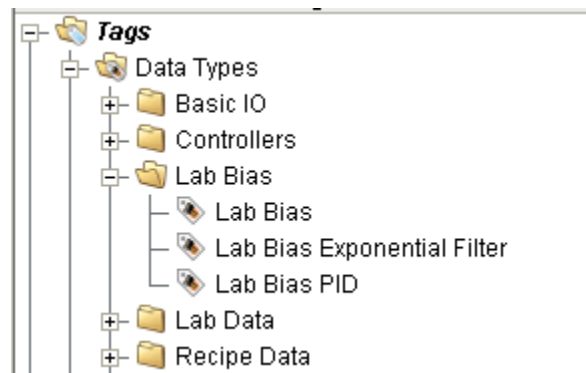 Tags
Data Types
Basic IO
Controllers
Lab Bias
Lab Bias
Lab Bias Exponential Filter
Lab Bias PID
Lab Data
Recipe Data